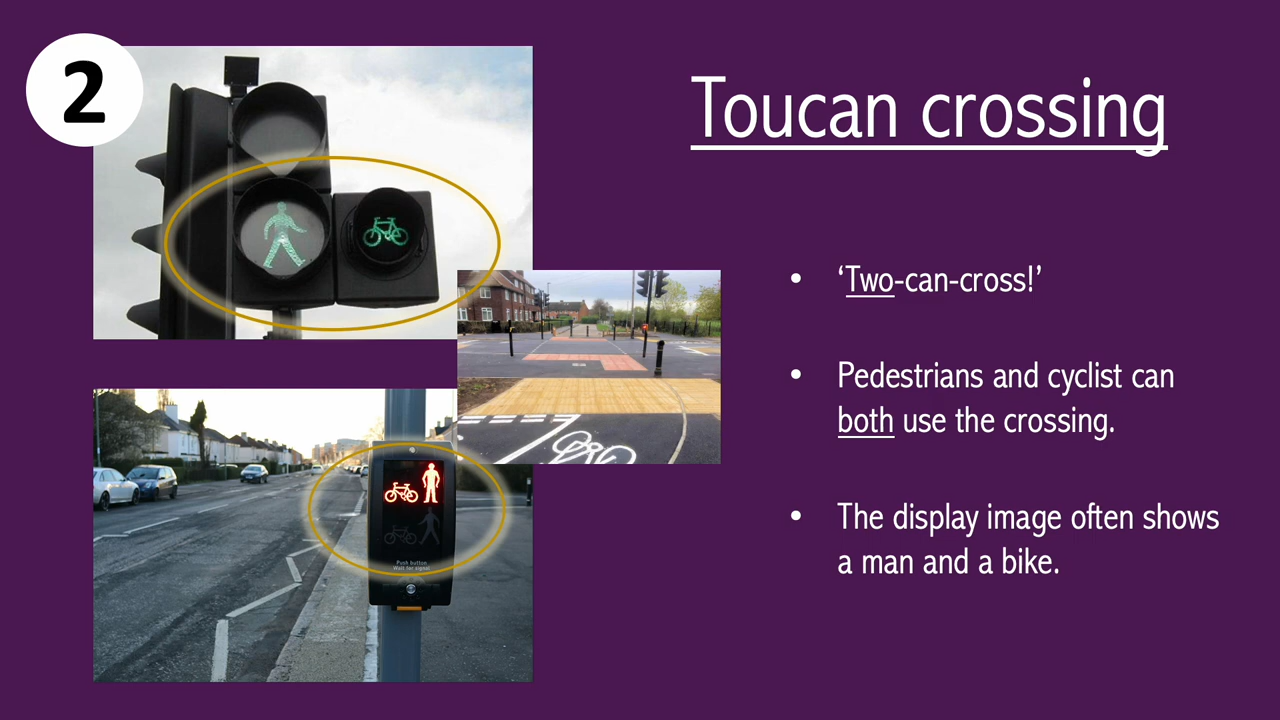 2
Toucan crossing
• ‘Two-can-cross!’
• Pedestrians and cyclist can
both use the crossing.
• The display image often shows
a man and a bike.
Push button
Wait for signal